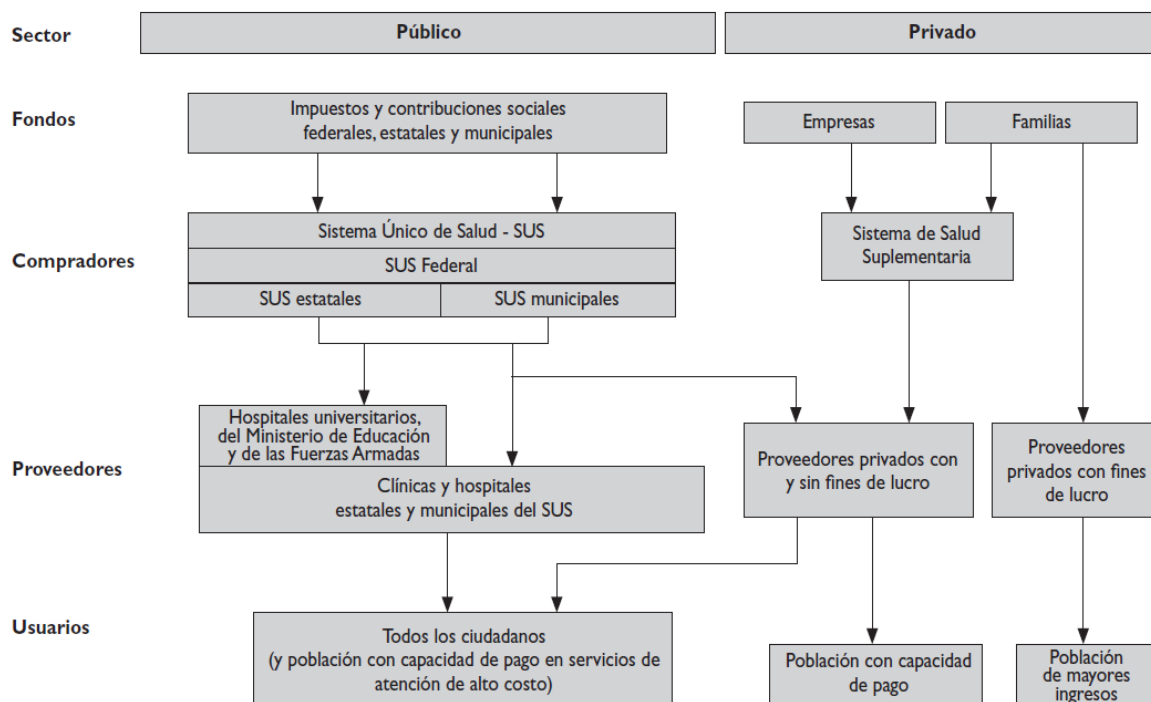 Sector
Público
Privado
Fondos
Impuestos y contribuciones sociales
federales, estatales y municipales
Empresas
Familias
Compradores
Sistema Único de Salud - SUS
SUS Federal
SUS estatales
SUS municipales
Sistema de Salud
Suplementaria
Proveedores
Hospitales universitarios,
del Ministerio de Educación
y de las Fuerzas Armadas
Clínicas y hospitales
estatales y municipales del SUS
Proveedores privados con
y sin fines de lucro
Proveedores
privados con fines
de lucro
Usuarios
Todos los ciudadanos
(y población con capacidad de pago en servicios de
atención de alto costo)
Población con capacidad
de pago
Población
de mayores
ingresos